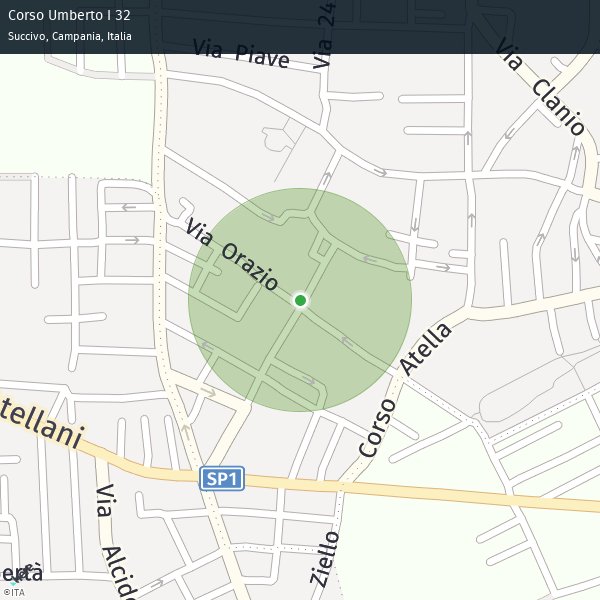 Corso Umberto I 32
Succivo, Campania, Italia
Via Piave
Via 24
Via Clanio
Via Orazio
Corso Atella
tellani
SP1
Via Alcide
Ziello
ertà
©ITA